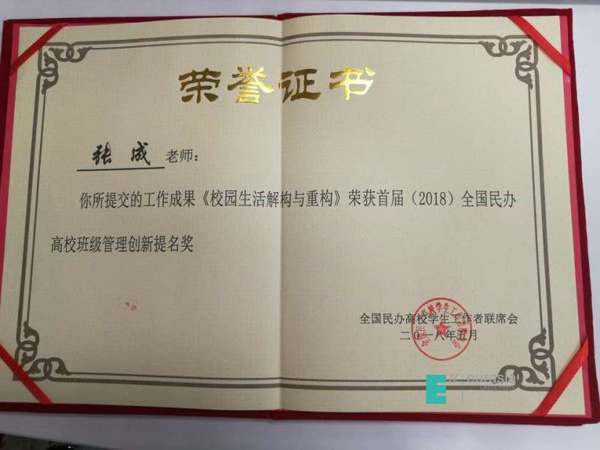 荣誉证书
张成 老师：
你所提交的工作成果《校园生活解构与重构》荣获首届（2018）全国民办
高校班级管理创新提名奖
全国民办高校学生工作者联席会
二〇一八年五月
eurasia